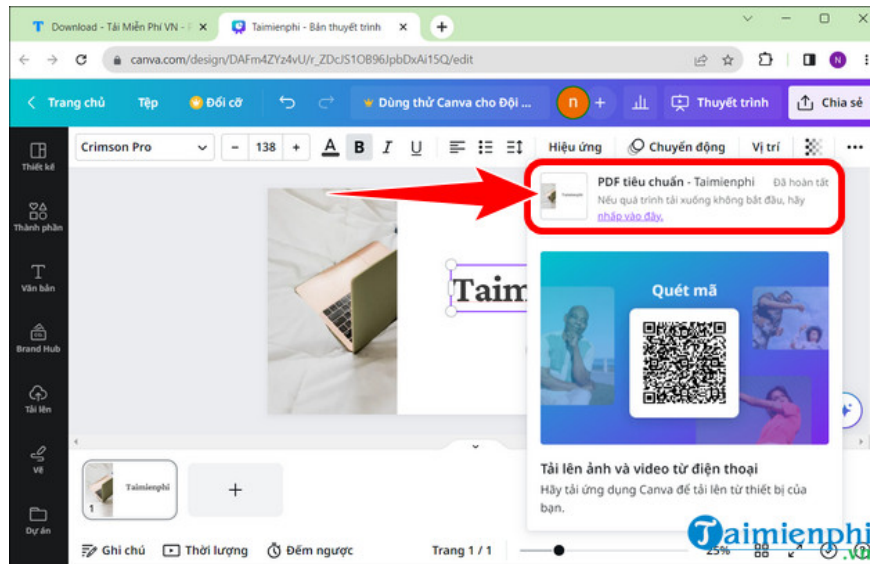 Download - Tải Miễn Phí VN - F
Taimienphi - Bản thuyết trình
canva.com/design/DAFm4ZYz4vU/r_ZDcJS1OB96JpbDxAi15Q/edit
N
Trang chủ Tệp Đổi cỡ Dùng thử Canva cho Đội ... n + Thuyết trình Chia sẻ
Crimson Pro - 138 + A B I U Hiệu ứng Chuyển động Vị trí
Thiết kế
Thành phần
Văn bản
Brand Hub
Tải lên
Vẽ
Dự án
PDF tiêu chuẩn - Taimienphi Đã hoàn tất
Nếu quá trình tải xuống không bắt đầu, hãy
nhấp vào đây.
Taim
Quét mã
Tải lên ảnh và video từ điện thoại
Hãy tải ứng dụng Canva để tải lên từ thiết bị của
bạn.
Taimienphi
1
+
Ghi chú Thời lượng Đếm ngược Trang 1 / 1 25%
Taimienphi
.vn